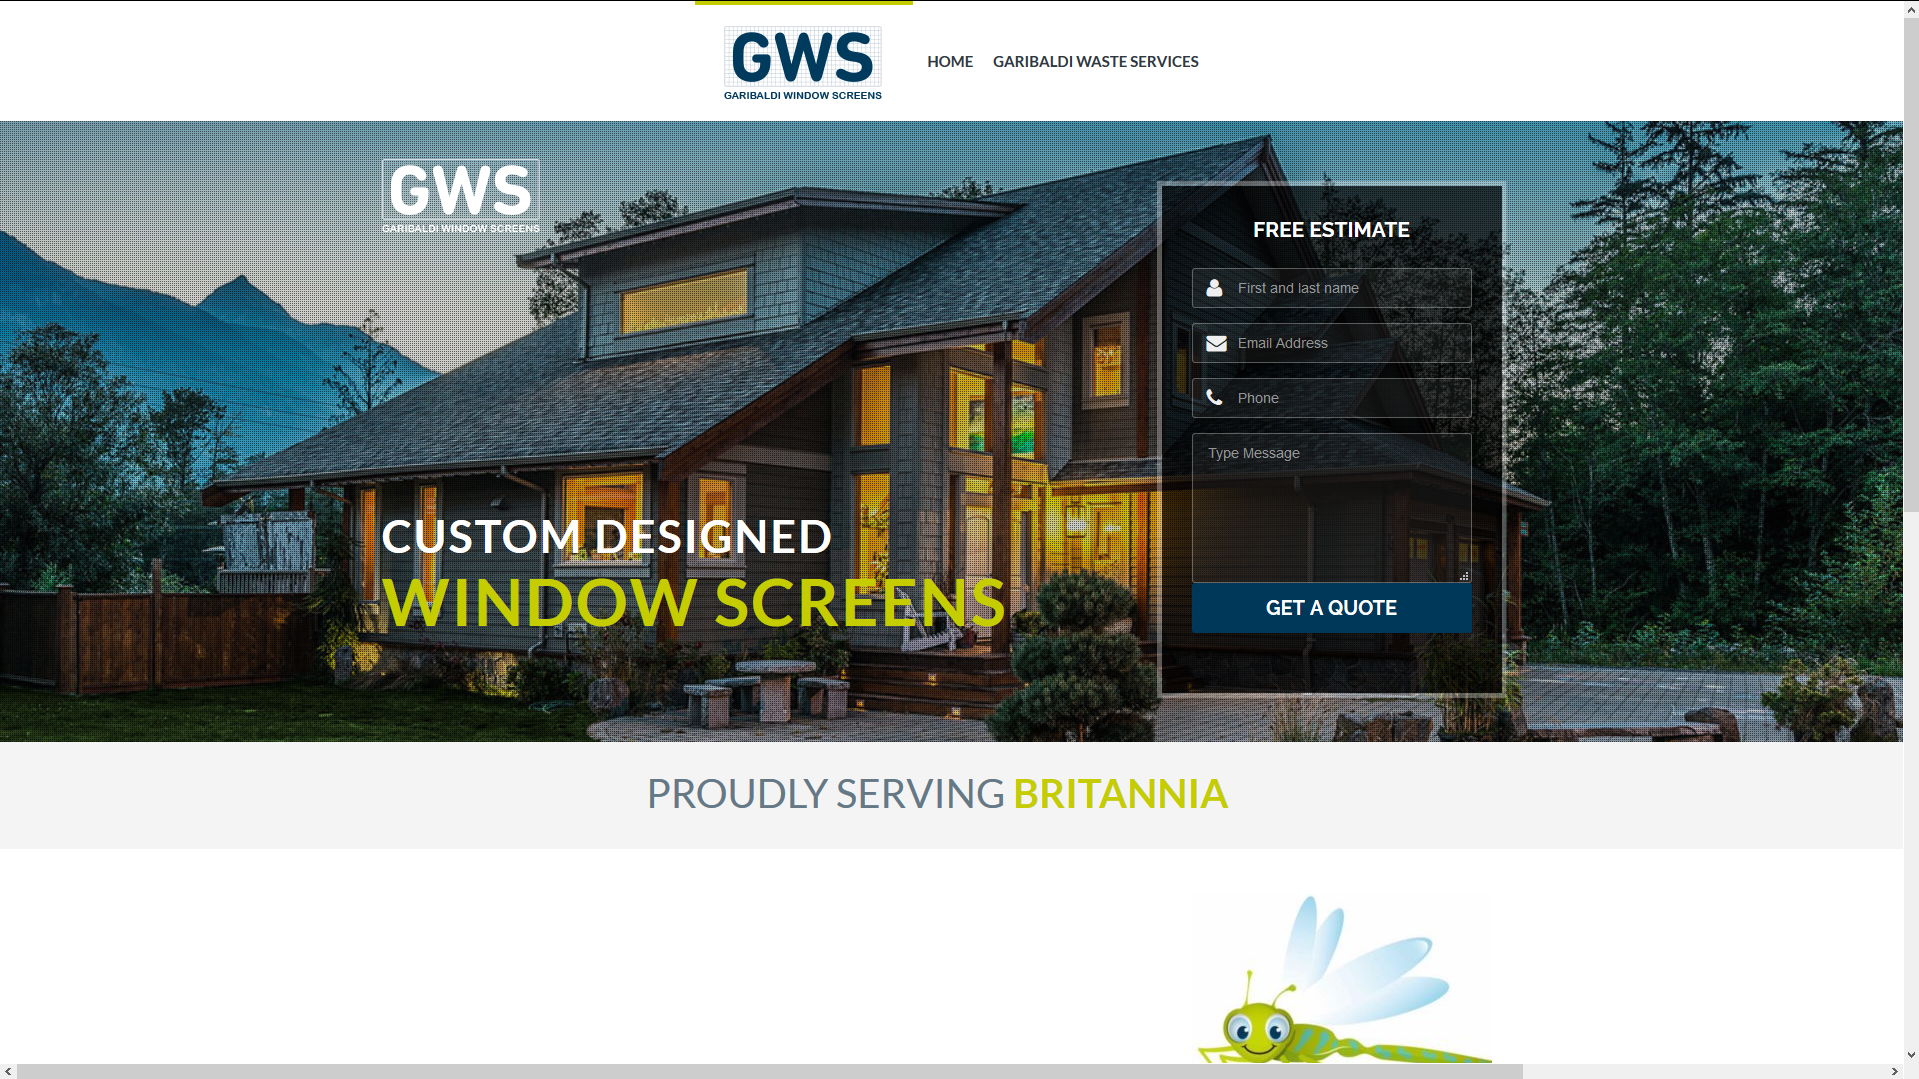 GWS
GARIBALDI WINDOW SCREENS
HOME
GARIBALDI WASTE SERVICES
GWS
GARIBALDI WINDOW SCREENS
FREE ESTIMATE
First and last name
Email Address
Phone
Type Message
GET A QUOTE
CUSTOM DESIGNED
WINDOW SCREENS
PROUDLY SERVING BRITANNIA